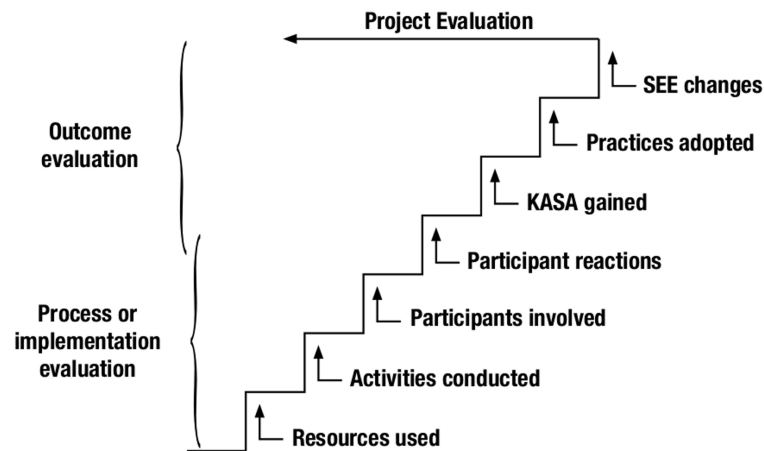 Project Evaluation
SEE changes
Outcome
evaluation
Practices adopted
KASA gained
Participant reactions
Process or
implementation
evaluation
Participants involved
Activities conducted
Resources used